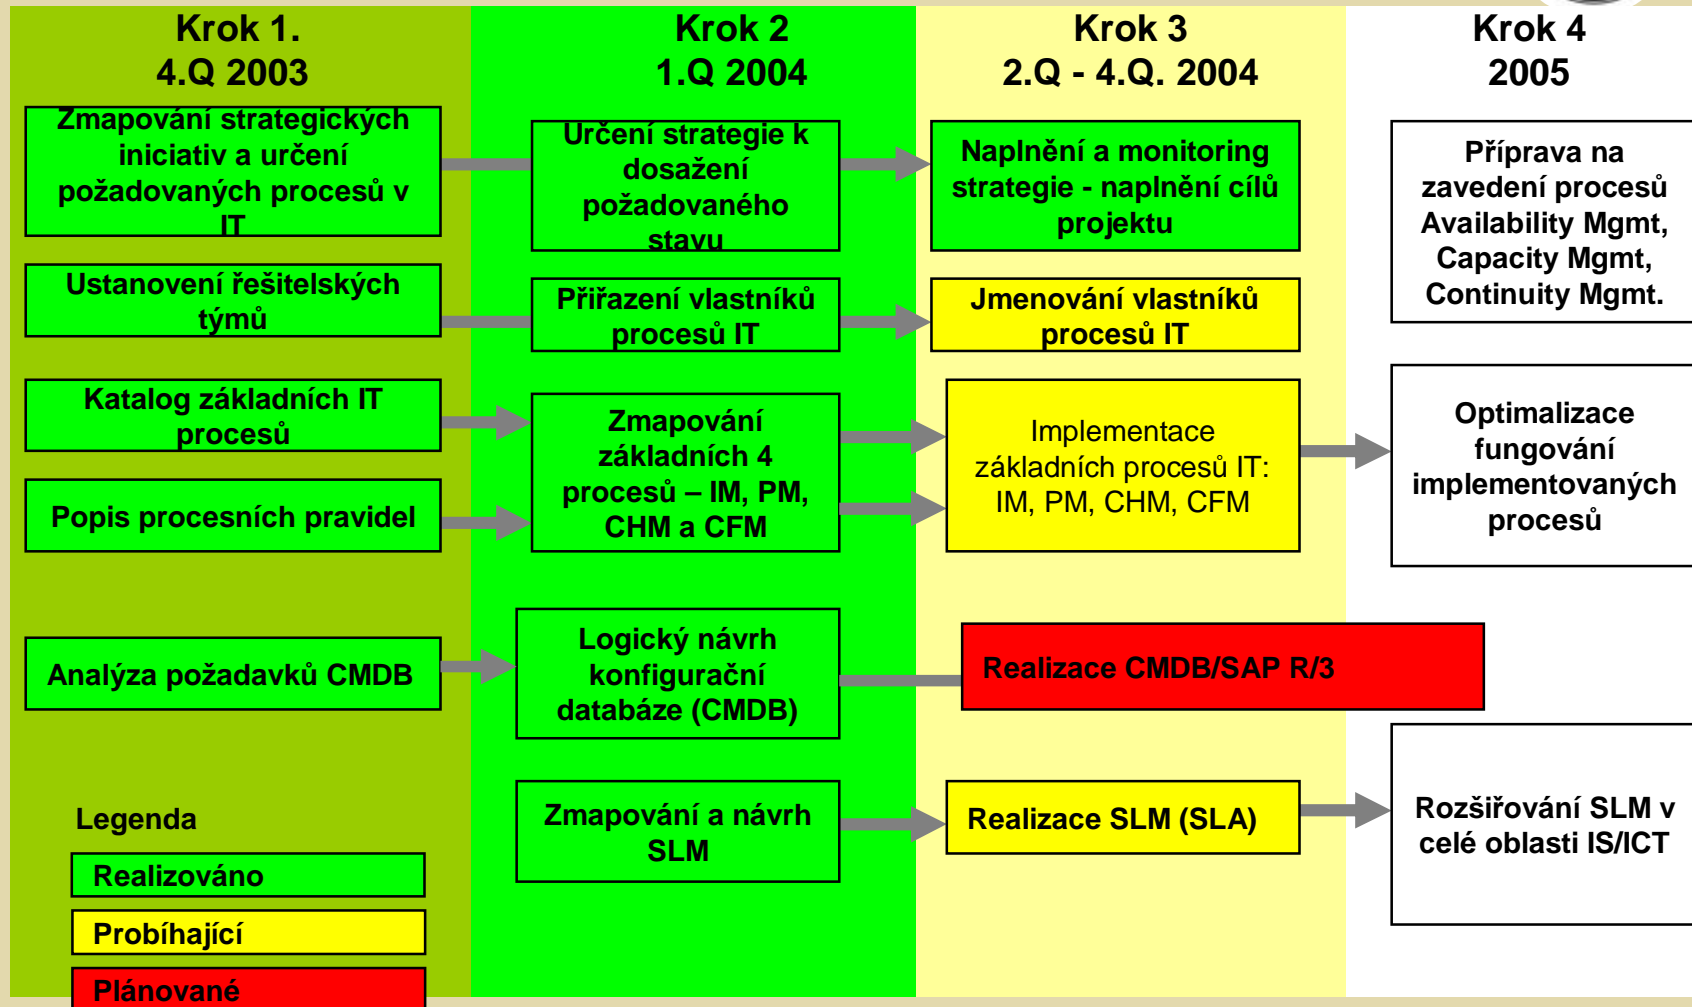 Krok 1.
4.Q 2003
Krok 2
1.Q 2004
Krok 3
2.Q - 4.Q. 2004
Krok 4
2005
Zmapování strategických
iniciativ a určení
požadovaných procesů v
IT
Určení strategie k
dosažení
požadovaného
stavu
Naplnění a monitoring
strategie - naplnění cílů
projektu
Příprava na
zavedení procesů
Availability Mgmt,
Capacity Mgmt,
Continuity Mgmt.
Ustanovení řešitelských
týmů
Přiřazení vlastníků
procesů IT
Jmenování vlastníků
procesů IT
Katalog základních IT
procesů
Popis procesních pravidel
Zmapování
základních 4
procesů – IM, PM,
CHM a CFM
Implementace
základních procesů IT:
IM, PM, CHM, CFM
Optimalizace
fungování
implementovaných
procesů
Analýza požadavků CMDB
Logický návrh
konfigurační
databáze (CMDB)
Realizace CMDB/SAP R/3
Zmapování a návrh
SLM
Realizace SLM (SLA)
Rozšiřování SLM v
celé oblasti IS/ICT
Legenda
Realizováno
Probíhající
Plánované